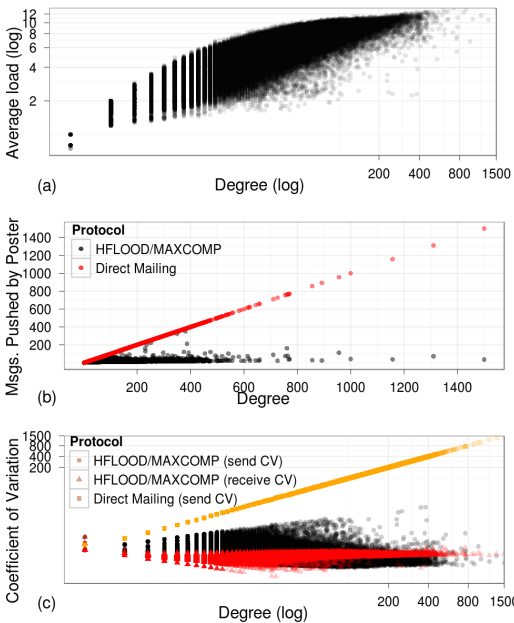 Average load (log)
12
10
8
6
4
2
200 400 800 1500
(a)
Degree (log)
Msgs. Pushed by Poster
Protocol
HFLOOD/MAXCOMP
Direct Mailing
1400
1200
1000
800
600
400
200
200 400 600 800 1000 1200 1400
(b)
Degree
Coefficient of Variation
Protocol
HFLOOD/MAXCOMP (send CV)
HFLOOD/MAXCOMP (receive CV)
Direct Mailing (send CV)
1500
800
400
200
200 400 800 1500
(c)
Degree (log)